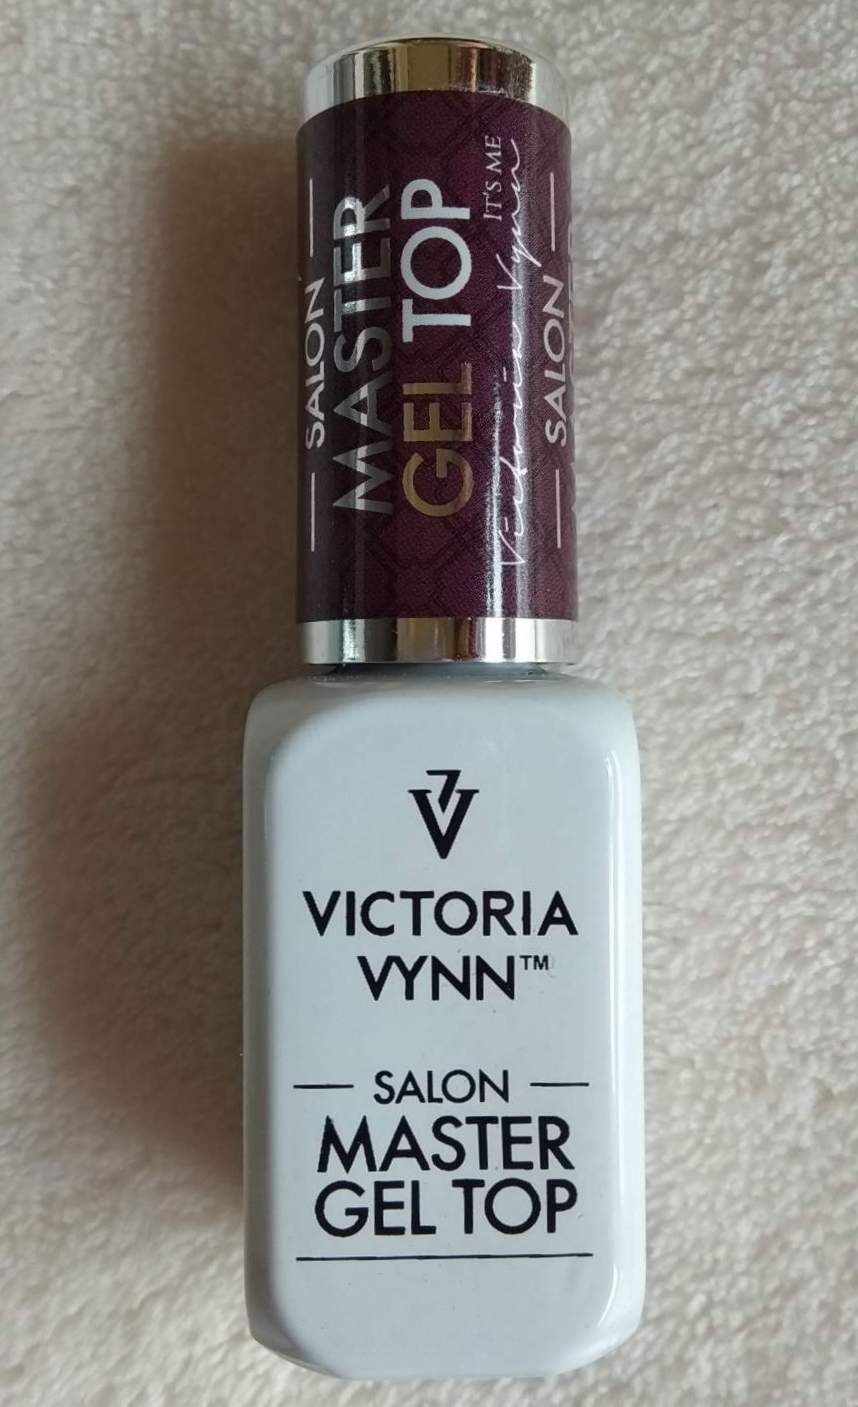 SALON
MASTER
GEL TOP
IT'S ME
Victoria Vynn
SALON
VICTORIA
VYNN™
SALON
MASTER
GEL TOP